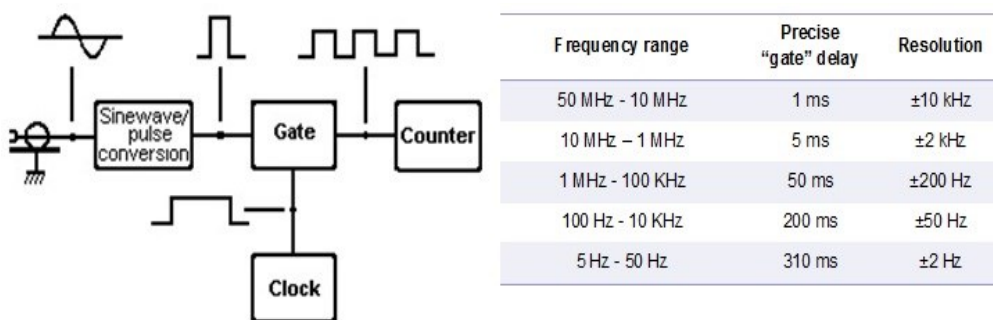 Sinewave/
pulse
conversion
Gate
Counter
Clock
Frequency range Precise "gate" delay Resolution
50 MHz - 10 MHz 1 ms ±10 kHz
10 MHz – 1 MHz 5 ms ±2 kHz
1 MHz - 100 KHz 50 ms ±200 Hz
100 Hz - 10 KHz 200 ms ±50 Hz
5 Hz - 50 Hz 310 ms ±2 Hz